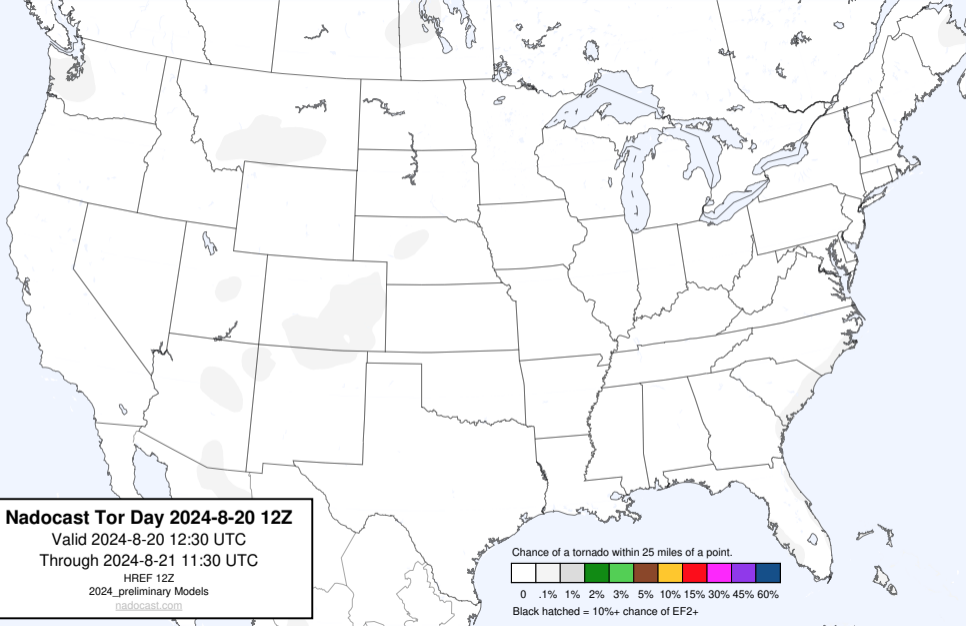 Nadocast Tor Day 2024-8-20 12Z
Valid 2024-8-20 12:30 UTC
Through 2024-8-21 11:30 UTC
HREF 12Z
2024_preliminary Models
nadocast.com
Chance of a tornado within 25 miles of a point.
0 .1% 1% 2% 3% 5% 10% 15% 30% 45% 60%
Black hatched = 10%+ chance of EF2+